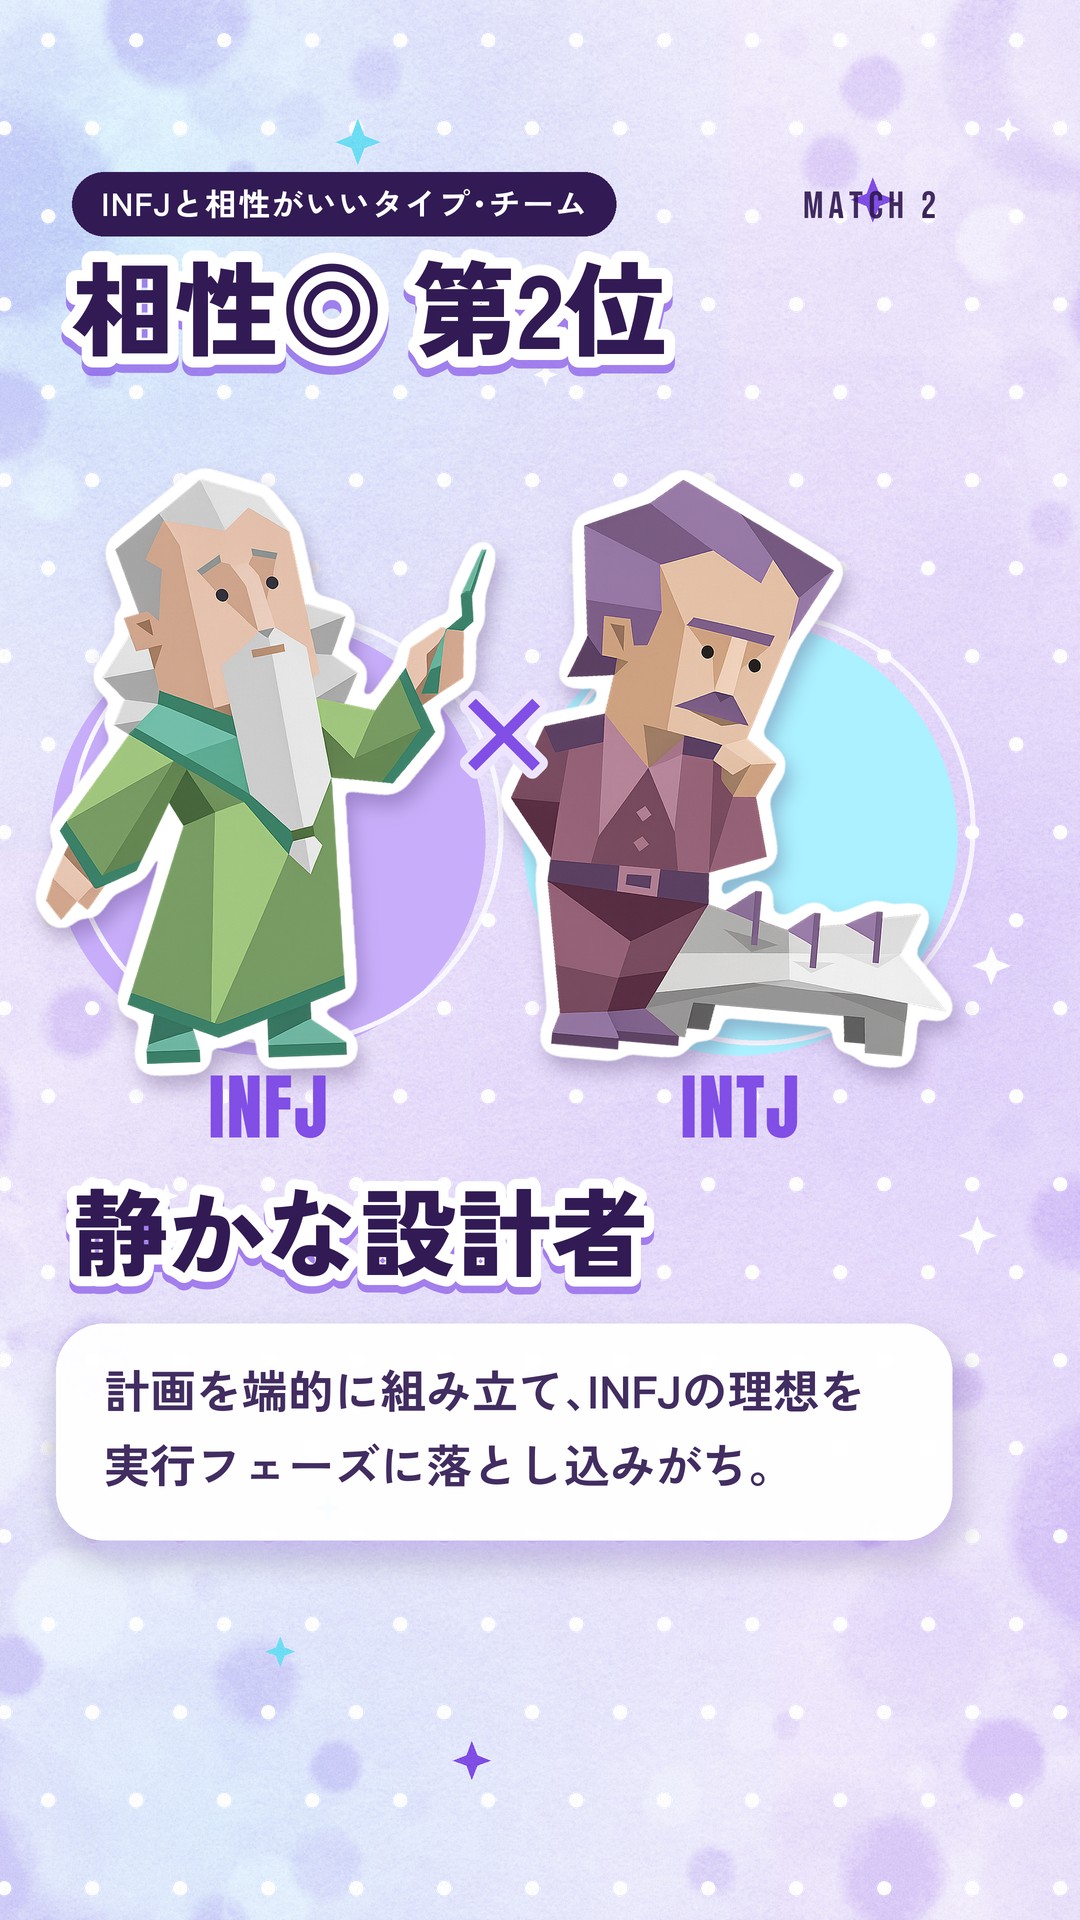 INFJと相性がいいタイプ・チーム
MATCH 2
相性◎ 第2位
×
INFJ
INTJ
静かな設計者
計画を端的に組み立て、INFJの理想を
実行フェーズに落とし込みがち。